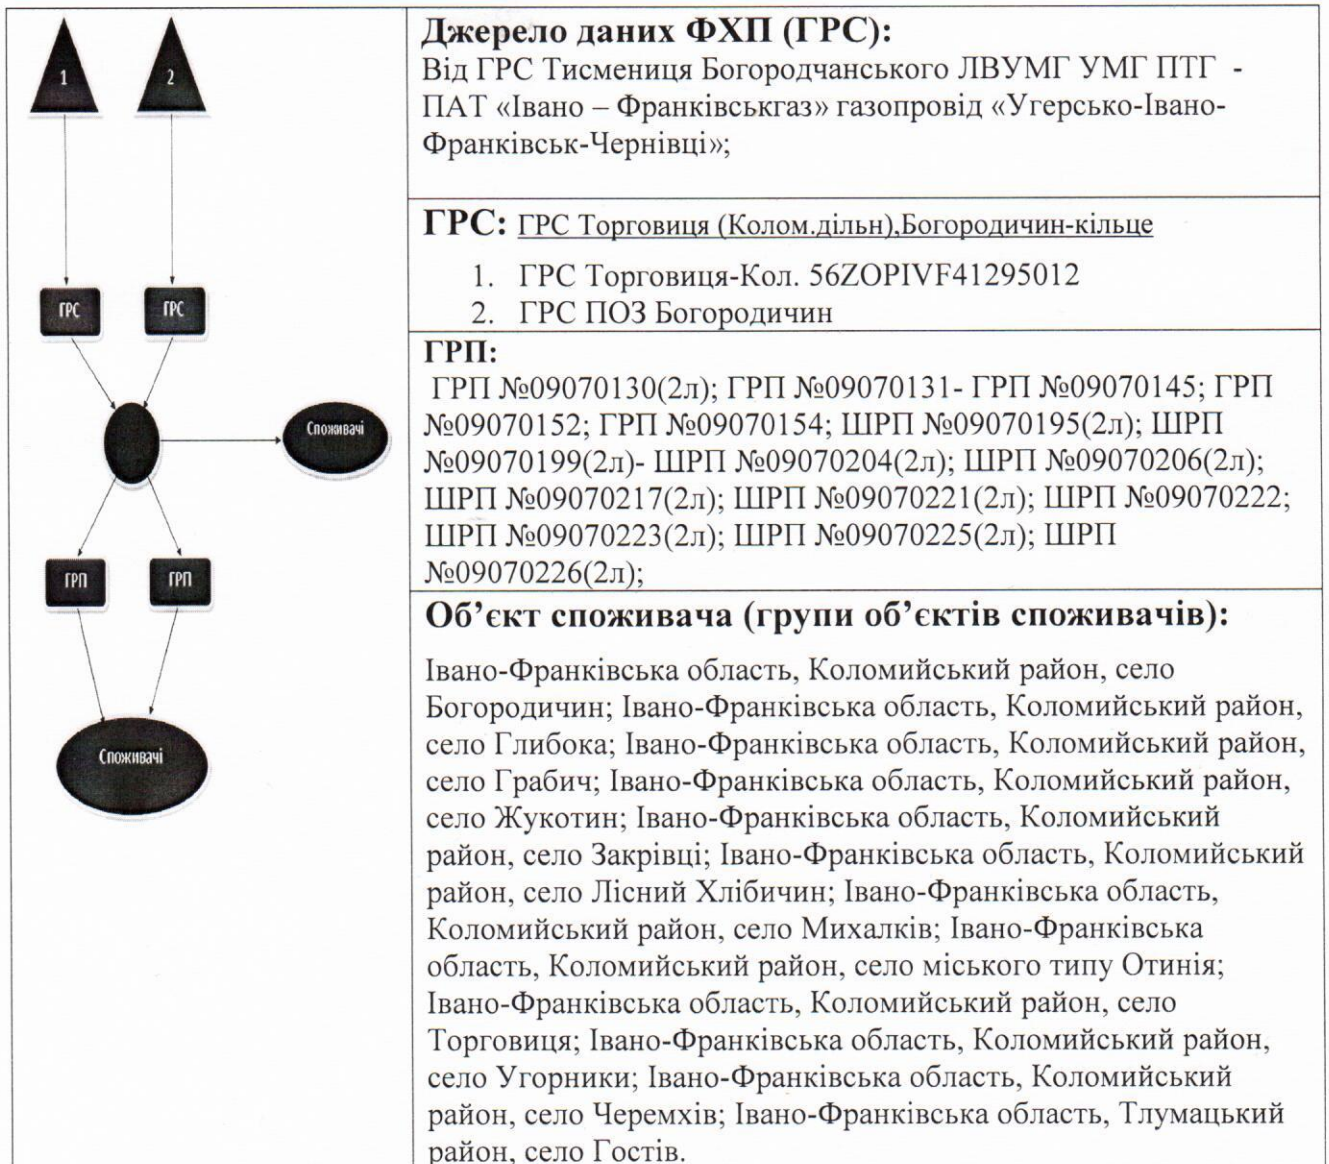 1 2
ГРС ГРС
Споживачі
ГРП ГРП
Споживачі
Джерело даних ФХП (ГРС):
Від ГРС Тисмениця Богородчанського ЛВУМГ УМГ ПТГ -
ПАТ «Івано – Франківськгаз» газопровід «Угерсько-Івано-
Франківськ-Чернівці»;
ГРС: ГРС Торговиця (Колом.дільн),Богородичин-кільце
1. ГРС Торговиця-Кол. 56ZOPIVF41295012
2. ГРС ПОЗ Богородичин
ГРП:
ГРП №09070130(2л); ГРП №09070131- ГРП №09070145; ГРП
№09070152; ГРП №09070154; ШРП №09070195(2л); ШРП
№09070199(2л)- ШРП №09070204(2л); ШРП №09070206(2л);
ШРП №09070217(2л); ШРП №09070221(2л); ШРП №09070222;
ШРП №09070223(2л); ШРП №09070225(2л); ШРП
№09070226(2л);
Об’єкт споживача (групи об’єктів споживачів):
Івано-Франківська область, Коломийський район, село
Богородичин; Івано-Франківська область, Коломийський район,
село Глибока; Івано-Франківська область, Коломийський район,
село Грабич; Івано-Франківська область, Коломийський район,
село Жукотин; Івано-Франківська область, Коломийський
район, село Закрівці; Івано-Франківська область, Коломийський
район, село Лісний Хлібичин; Івано-Франківська область,
Коломийський район, село Михалків; Івано-Франківська
область, Коломийський район, село міського типу Отинія;
Івано-Франківська область, Коломийський район, село
Торговиця; Івано-Франківська область, Коломийський район,
село Угорники; Івано-Франківська область, Коломийський
район, село Черемхів; Івано-Франківська область, Тлумацький
район, село Гостів.